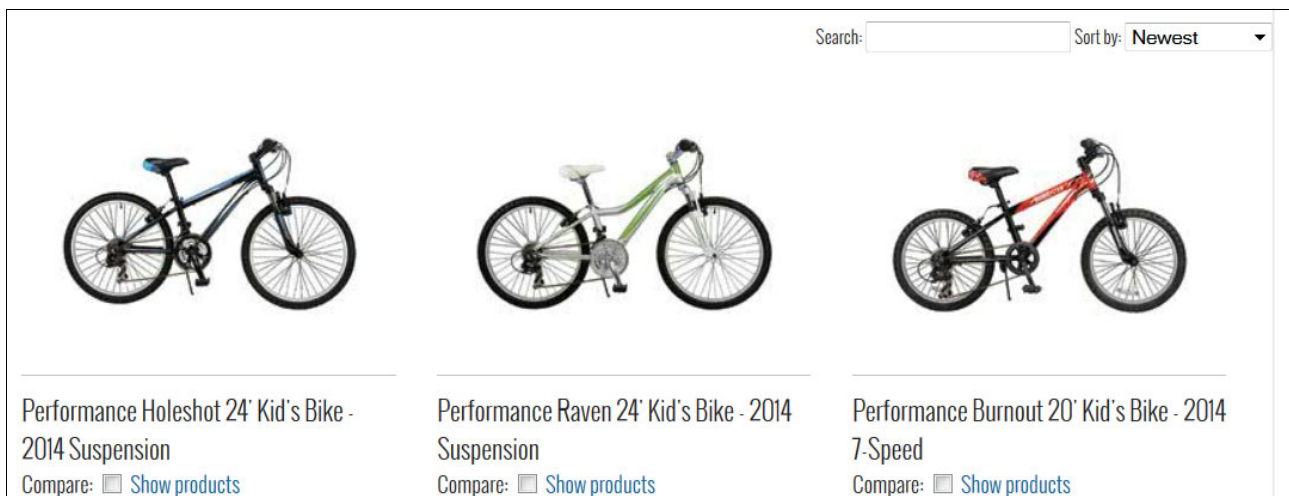 Search: Sort by: Newest
Performance Holeshot 24' Kid's Bike -
2014 Suspension
Compare: Show products
Performance Raven 24' Kid's Bike - 2014
Suspension
Compare: Show products
Performance Burnout 20' Kid's Bike - 2014
7-Speed
Compare: Show products